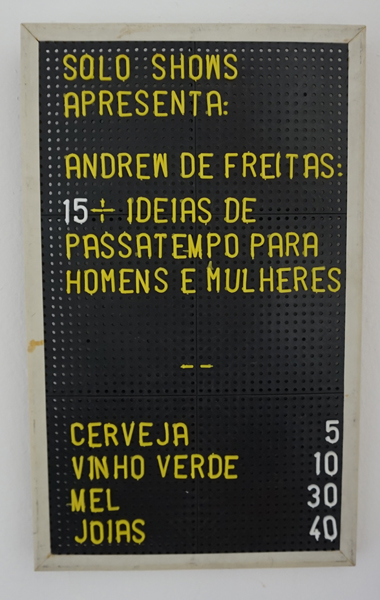 SOLO SHOWS
APRESENTA:
ANDREW DE FREITAS:
15÷ IDEIAS DE
PASSATEMPO PARA
HOMENS E MULHERES
--
CERVEJA 5
VINHO VERDE 10
MEL 30
JOIAS 40